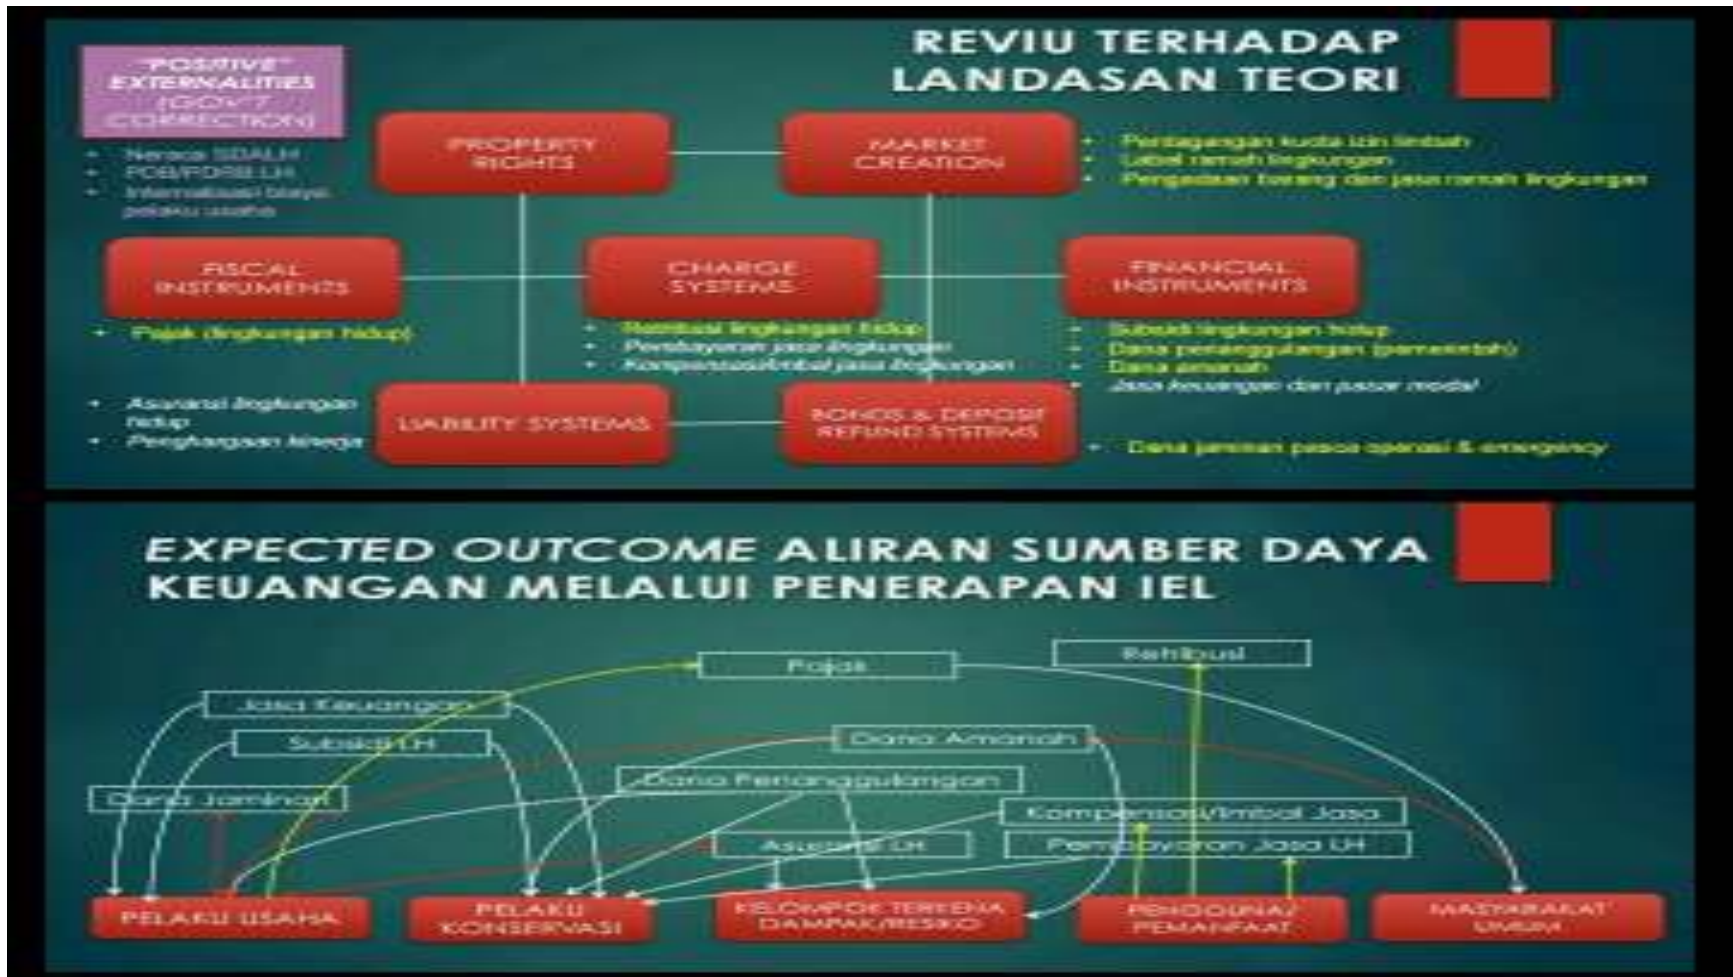 REVIU TERHADAP
LANDASAN TEORI
"POSITIVE"
EXTERNALITIES
(GOV'T
CORRECTION)
• Neraca SDALH
• PDB/PDRB LH
• Internalisasi biaya
pelaku usaha
PROPERTY
RIGHTS
MARKET
CREATION
• Perdagangan kuota izin limbah
• Label ramah lingkungan
• Pengadaan barang dan jasa ramah lingkungan
FISCAL
INSTRUMENTS
• Pajak (lingkungan hidup)
CHARGE
SYSTEMS
• Retribusi lingkungan hidup
• Pembayaran jasa lingkungan
• Kompensasi/imbal jasa lingkungan
FINANCIAL
INSTRUMENTS
• Subsidi lingkungan hidup
• Dana penanggulangan (pemerintah)
• Dana amanah
• Jasa keuangan dan pasar modal
• Asuransi lingkungan
hidup
• Penghargaan kinerja
LIABILITY SYSTEMS
BONDS & DEPOSIT
REFUND SYSTEMS
• Dana jaminan pasca operasi & emergency
EXPECTED OUTCOME ALIRAN SUMBER DAYA
KEUANGAN MELALUI PENERAPAN IEL
Retribusi
Pajak
Jasa Keuangan
Subsidi LH
Dana Amanah
Dana Penanggulangan
Dana Jaminan
Kompensasi/Imbal Jasa
Asuransi LH
Pembayaran Jasa LH
PELAKU USAHA
PELAKU
KONSERVASI
KELOMPOK TERKENA
DAMPAK/RESIKO
PENGGUNA/
PEMANFAAT
MASYARAKAT
UMUM